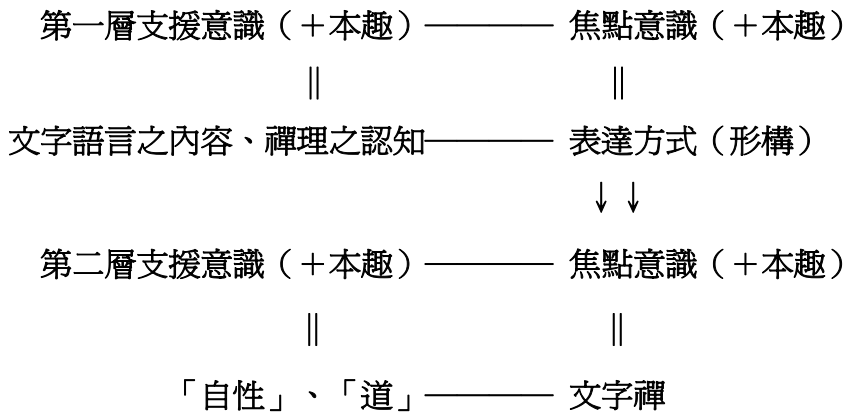 第一層支援意識（＋本趣）———— 焦點意識（＋本趣）
∥ ∥
文字語言之內容、禪理之認知———— 表達方式（形構）
↓↓
第二層支援意識（＋本趣）———— 焦點意識（＋本趣）
∥ ∥
「自性」、「道」———— 文字禪